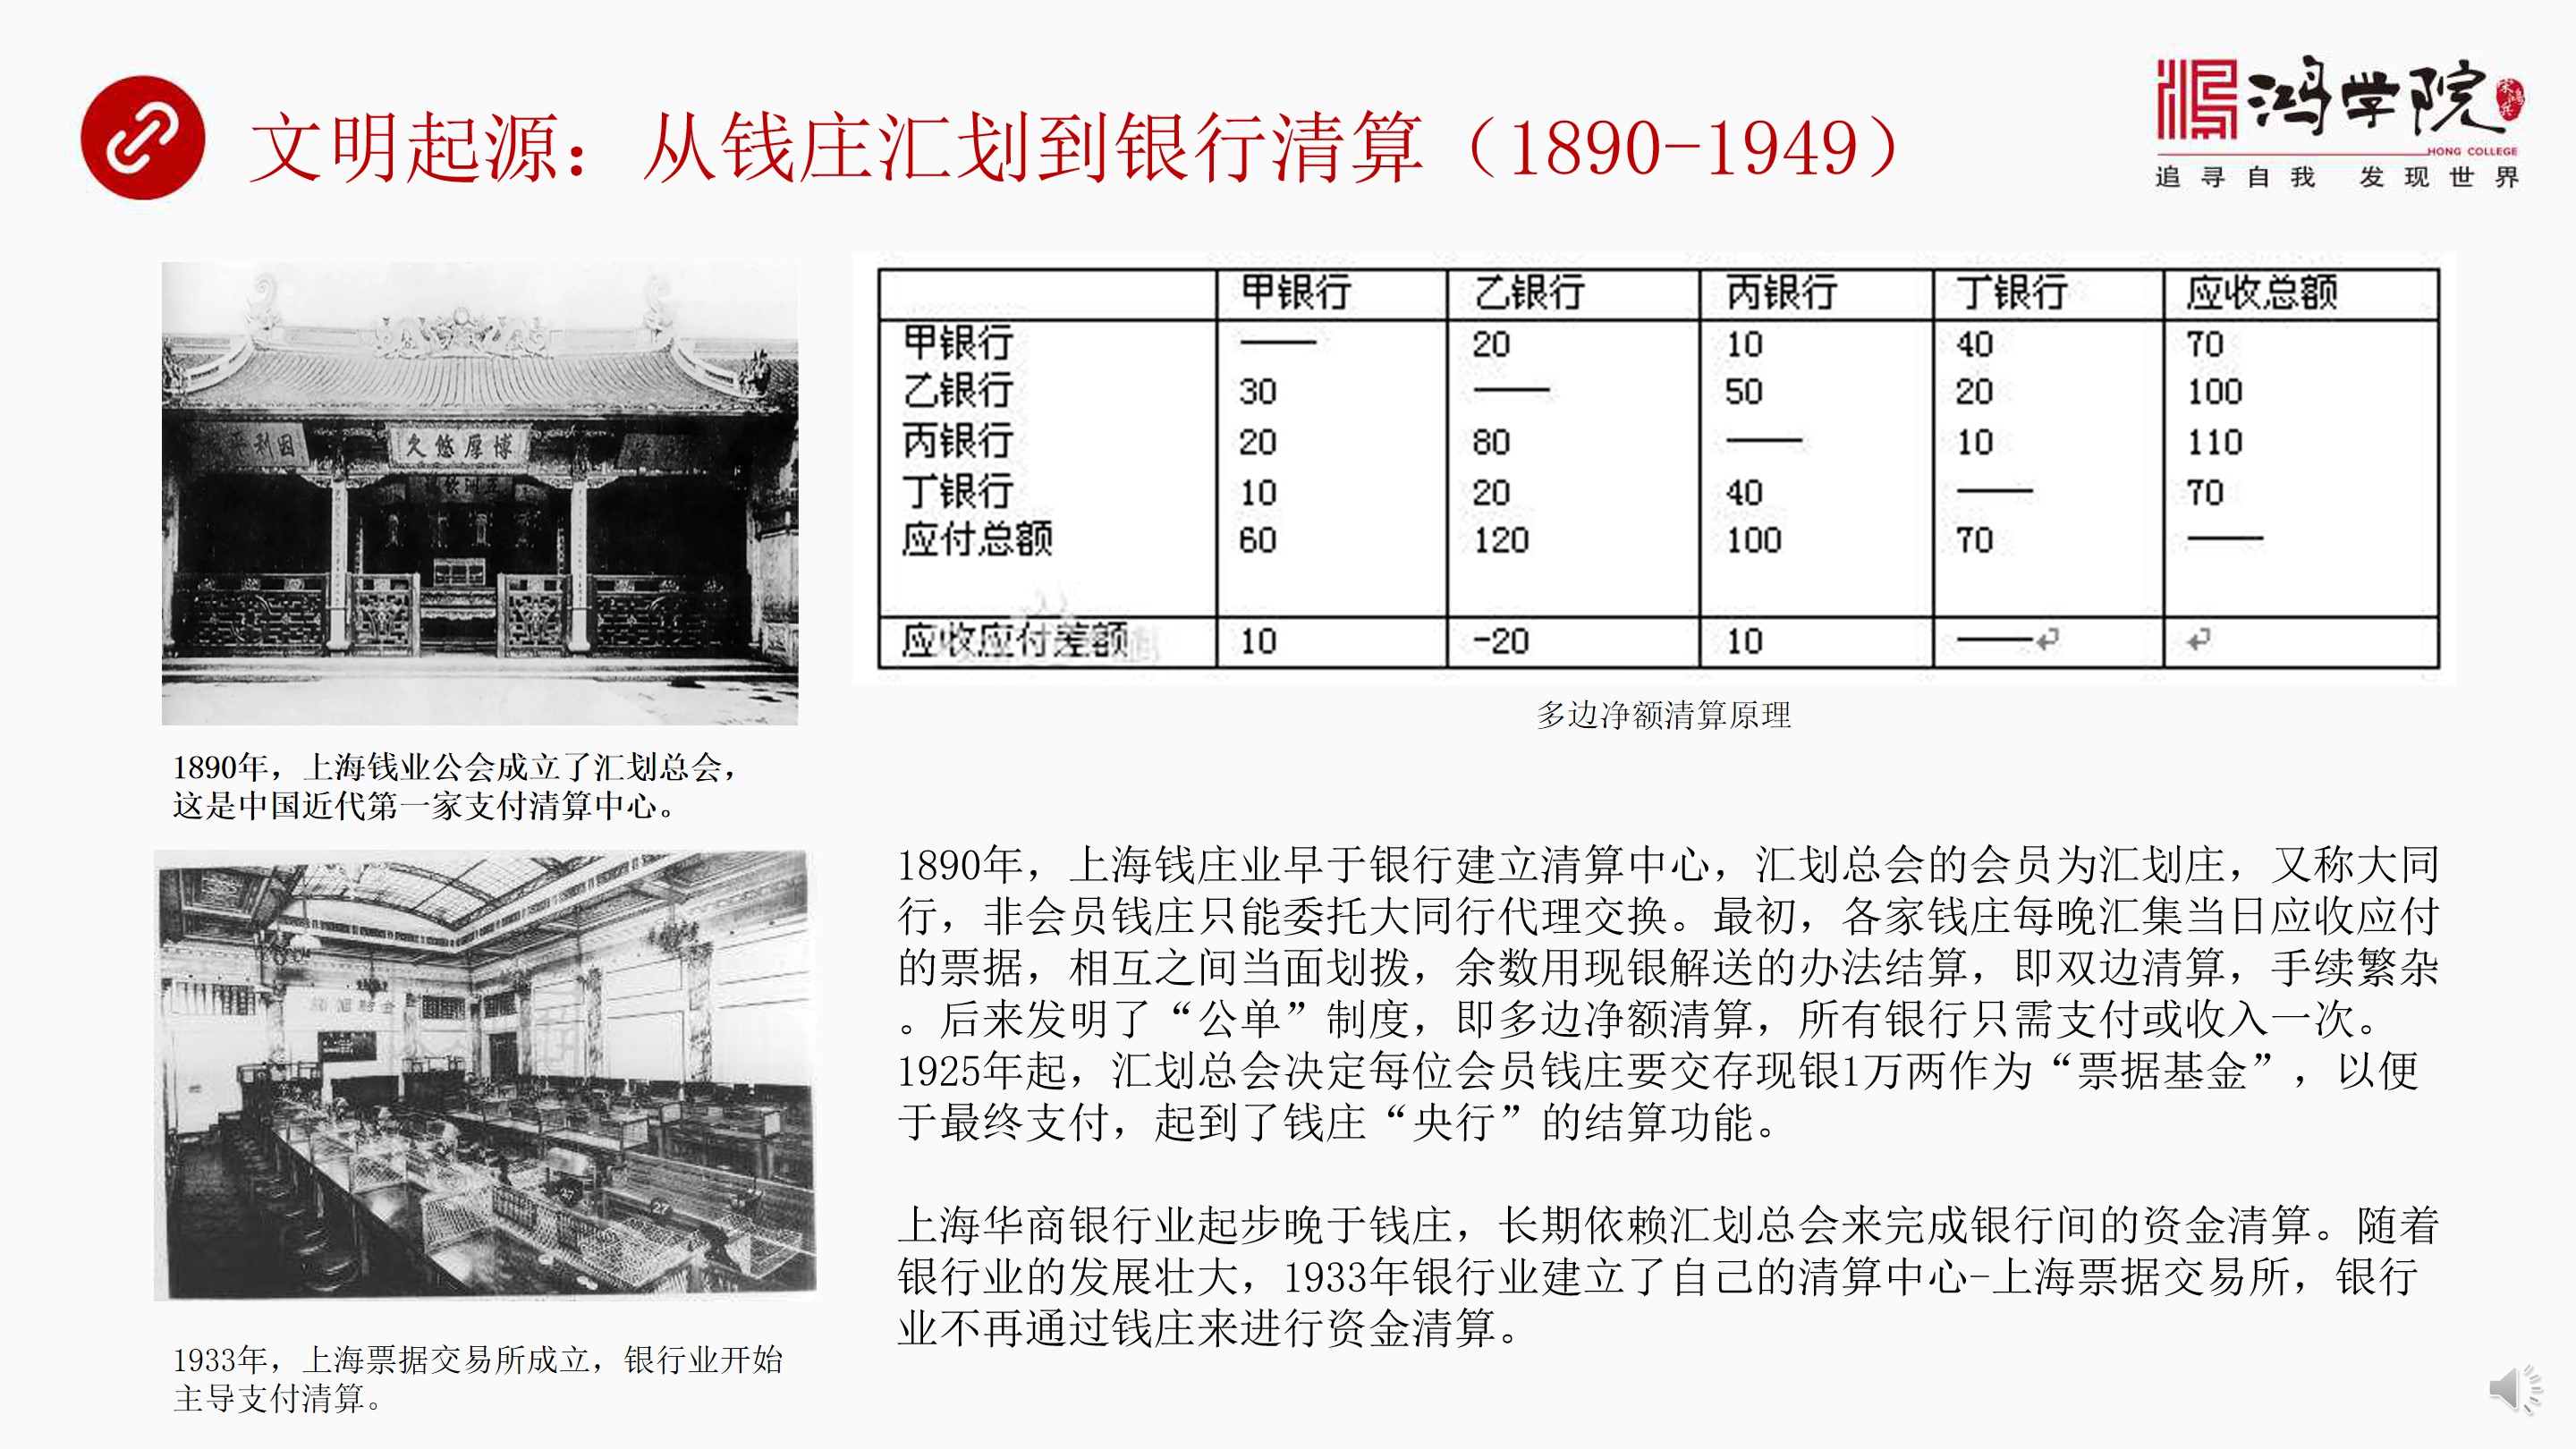 文明起源：从钱庄汇划到银行清算（1890-1949）
鸿学院
HONG COLLEGE
追寻自我 发现世界
久悠厚博
平利因
甲银行 乙银行 丙银行 丁银行 应收总额
甲银行 —— 20 10 40 70
乙银行 30 —— 50 20 100
丙银行 20 80 —— 10 110
丁银行 10 20 40 —— 70
应付总额 60 120 100 70 ——
应收应付差额 10 -20 10 ——
多边净额清算原理
1890年，上海钱业公会成立了汇划总会，
这是中国近代第一家支付清算中心。
27
27
1933年，上海票据交易所成立，银行业开始
主导支付清算。
1890年，上海钱庄业早于银行建立清算中心，汇划总会的会员为汇划庄，又称大同
行，非会员钱庄只能委托大同行代理交换。最初，各家钱庄每晚汇集当日应收应付
的票据，相互之间当面划拨，余数用现银解送的办法结算，即双边清算，手续繁杂
。后来发明了“公单”制度，即多边净额清算，所有银行只需支付或收入一次。
1925年起，汇划总会决定每位会员钱庄要交存现银1万两作为“票据基金”，以便
于最终支付，起到了钱庄“央行”的结算功能。
上海华商银行业起步晚于钱庄，长期依赖汇划总会来完成银行间的资金清算。随着
银行业的发展壮大，1933年银行业建立了自己的清算中心-上海票据交易所，银行
业不再通过钱庄来进行资金清算。